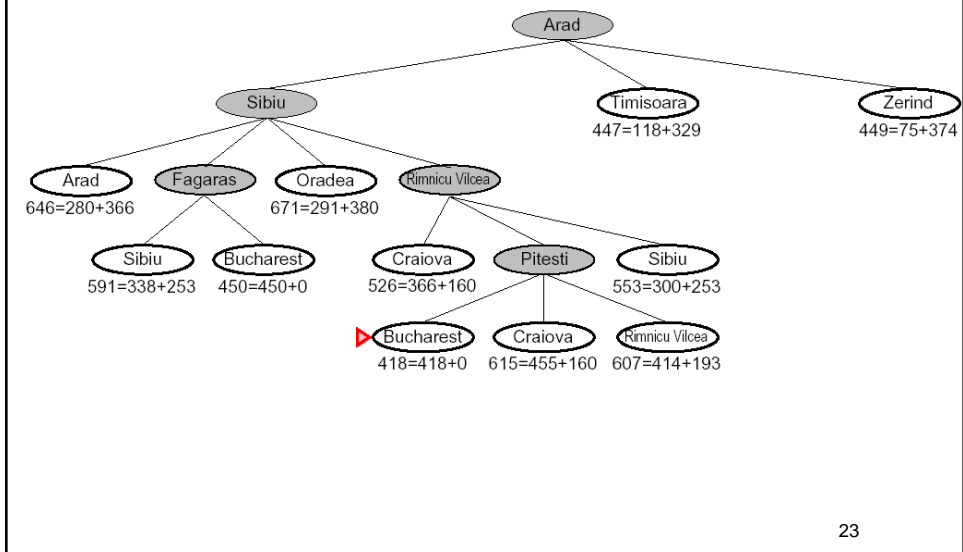 Arad
Sibiu Timisoara Zerind
447=118+329 449=75+374
Arad Fagaras Oradea Rimnicu Vilcea
646=280+366 671=291+380
Sibiu Bucharest Craiova Pitesti Sibiu
591=338+253 450=450+0 526=366+160 553=300+253
Bucharest Craiova Rimnicu Vilcea
418=418+0 615=455+160 607=414+193
23